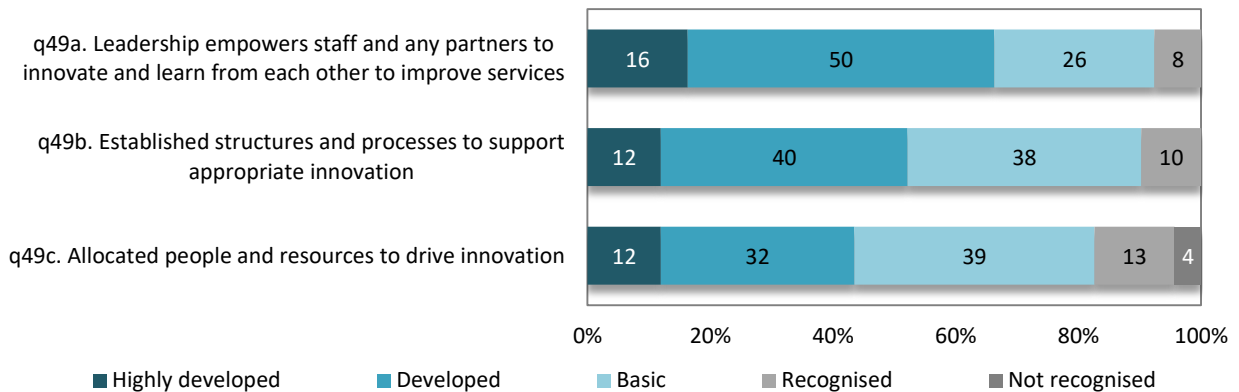 q49a. Leadership empowers staff and any partners to
innovate and learn from each other to improve services
16 50 26 8
q49b. Established structures and processes to support
appropriate innovation
12 40 38 10
q49c. Allocated people and resources to drive innovation
12 32 39 13 4
0% 20% 40% 60% 80% 100%
Highly developed Developed Basic Recognised Not recognised